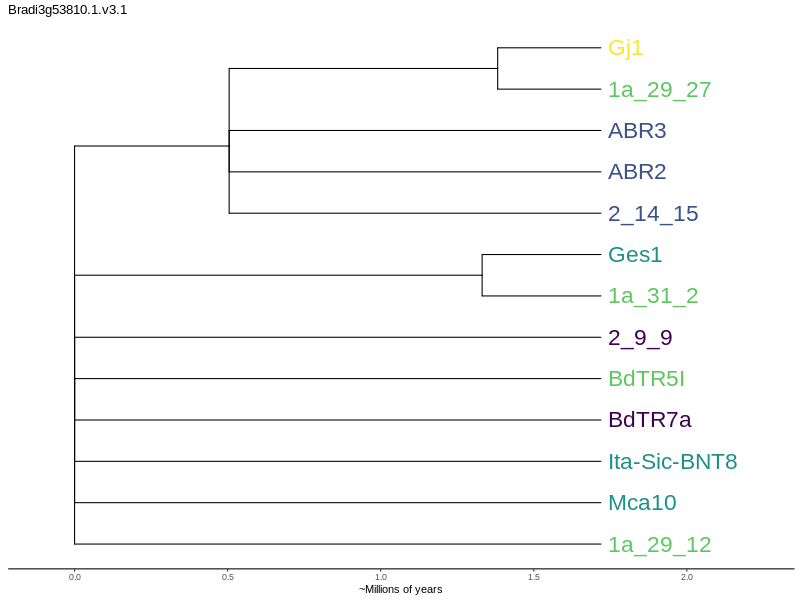 Bradi3g53810.1.v3.1
Gj1
1a_29_27
ABR3
ABR2
2_14_15
Ges1
1a_31_2
2_9_9
BdTR5I
BdTR7a
Ita-Sic-BNT8
Mca10
1a_29_12
0.0 0.5 1.0 1.5 2.0
~Millions of years